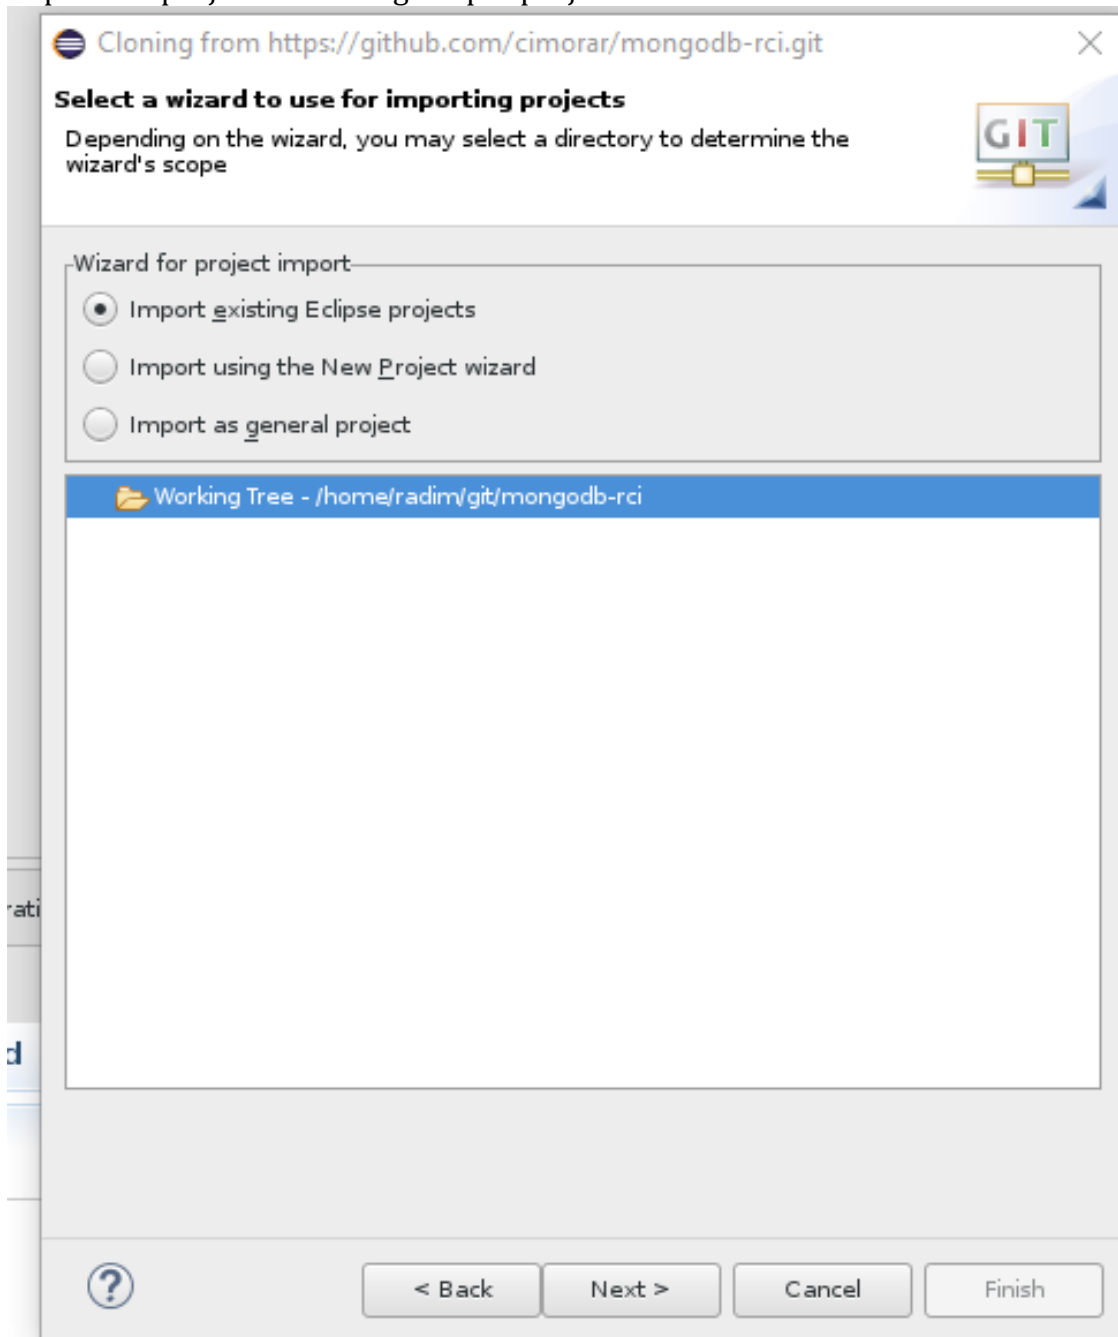 Cloning from https://github.com/cimorar/mongodb-rci.git
Select a wizard to use for importing projects
Depending on the wizard, you may select a directory to determine the
wizard's scope
GIT
Wizard for project import
Import existing Eclipse projects
Import using the New Project wizard
Import as general project
Working Tree - /home/radim/git/mongodb-rci
rati
d
?
< Back
Next >
Cancel
Finish